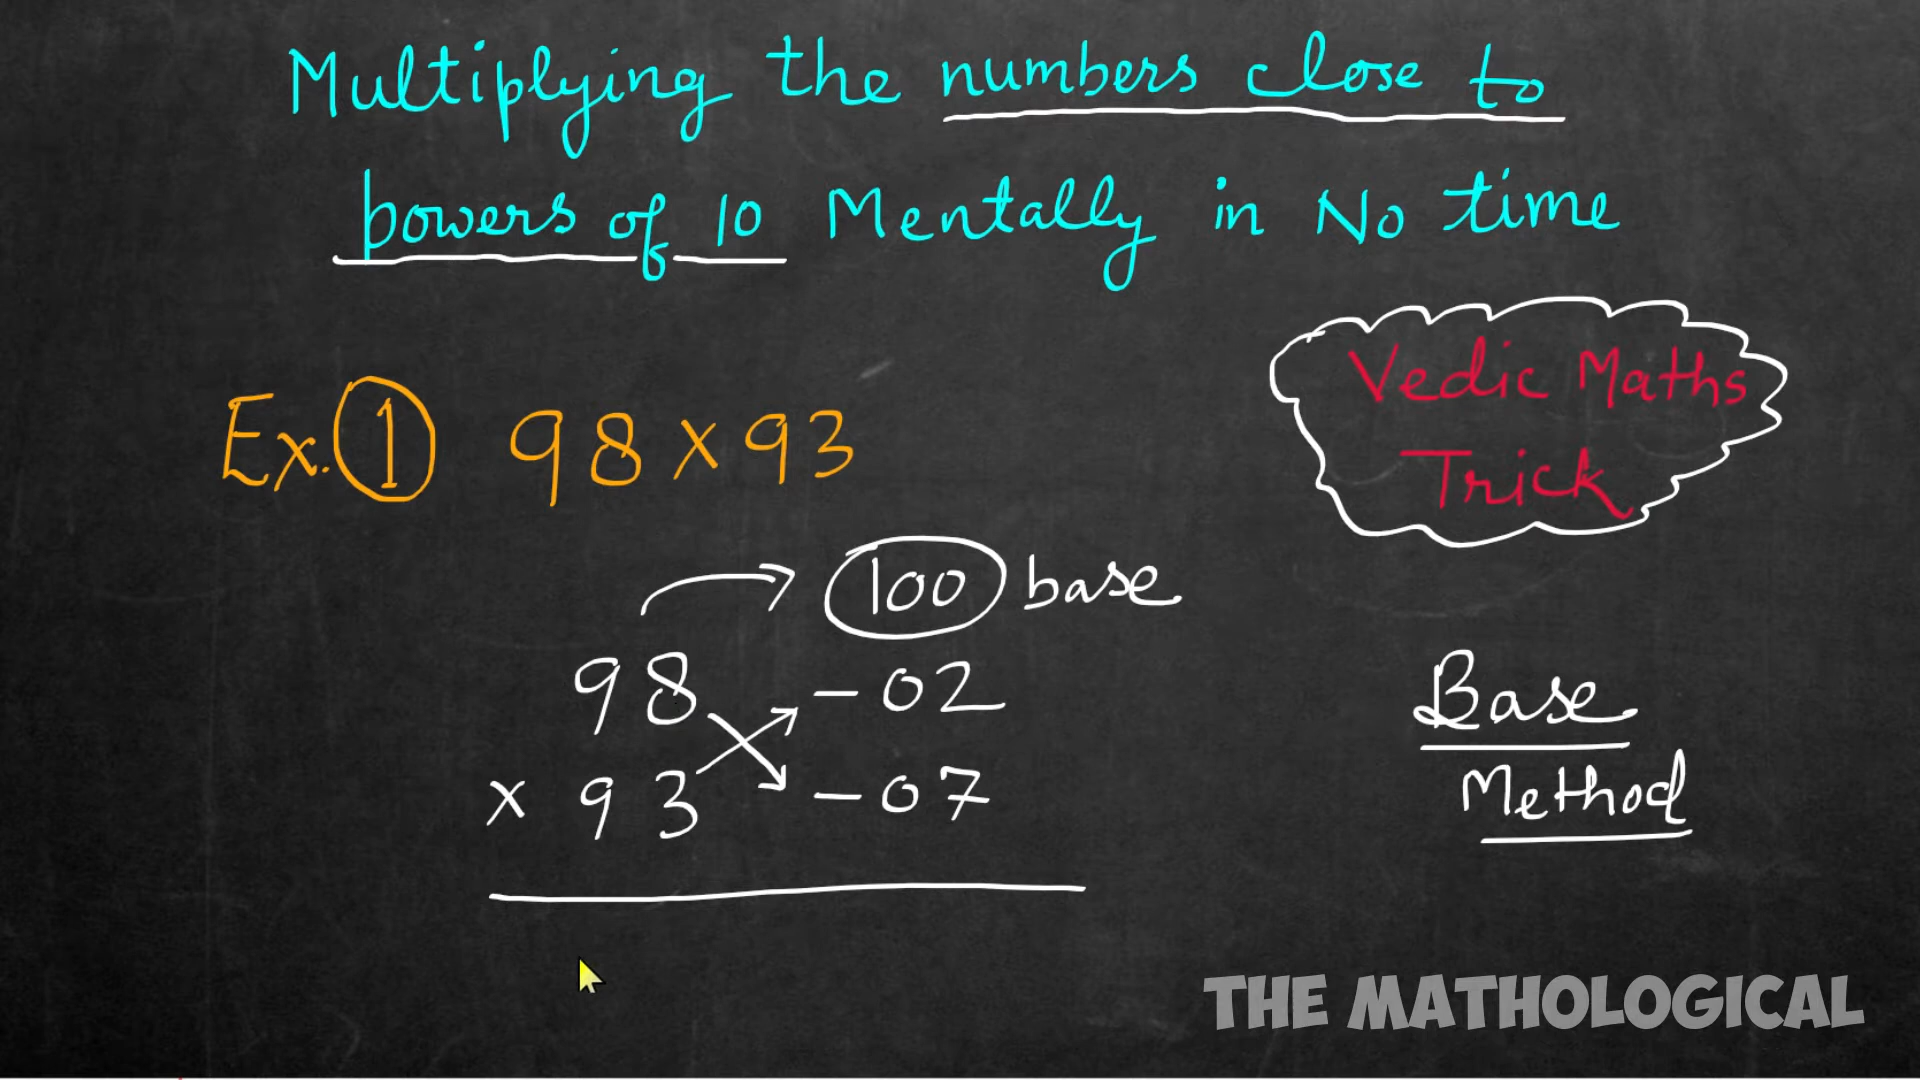 Multiplying the numbers close to
powers of 10 Mentally in No time
Vedic Maths
Trick
Ex. 1 98 × 93
100 base
98 -02
× 93 -07
Base
Method
THE MATHOLOGICAL